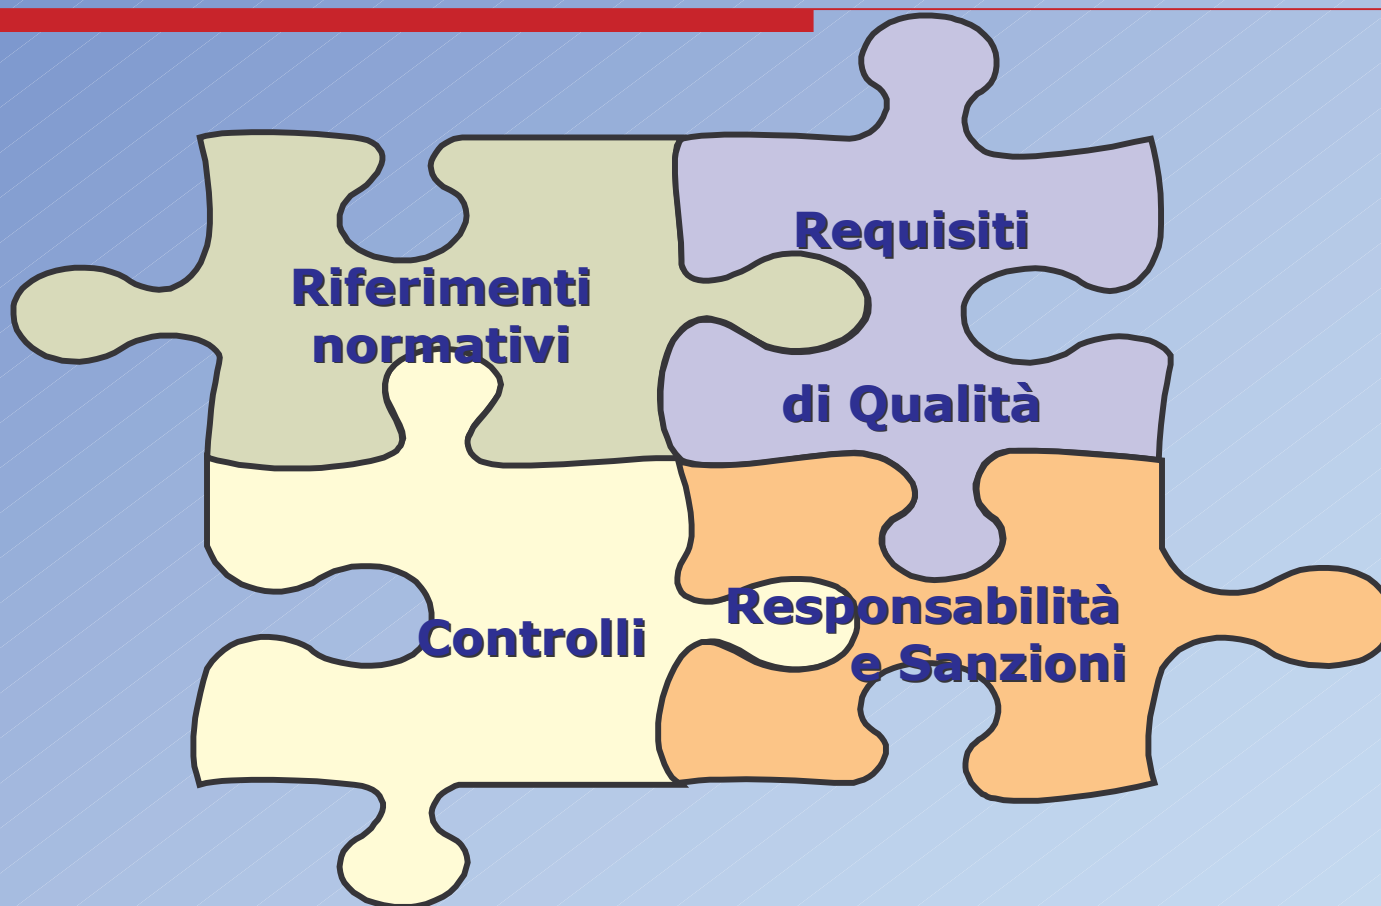 Riferimenti
normativi
Requisiti
di Qualità
Controlli
Responsabilità
e Sanzioni